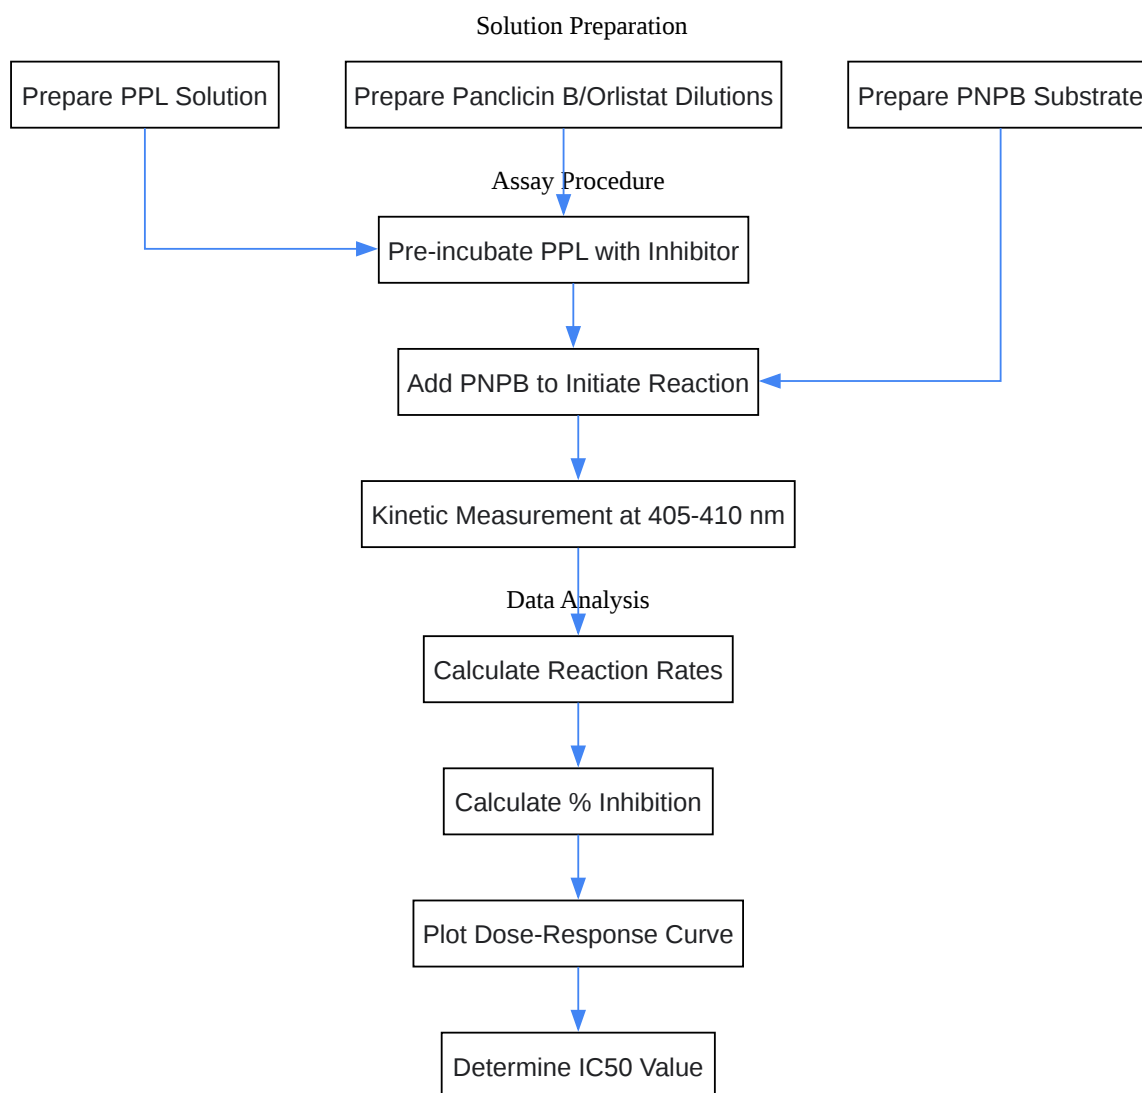 Solution Preparation
Prepare PPL Solution
Prepare Panclicin B/Orlistat Dilutions
Prepare PNPB Substrate
Assay Procedure
Pre-incubate PPL with Inhibitor
Add PNPB to Initiate Reaction
Kinetic Measurement at 405-410 nm
Data Analysis
Calculate Reaction Rates
Calculate % Inhibition
Plot Dose-Response Curve
Determine IC50 Value